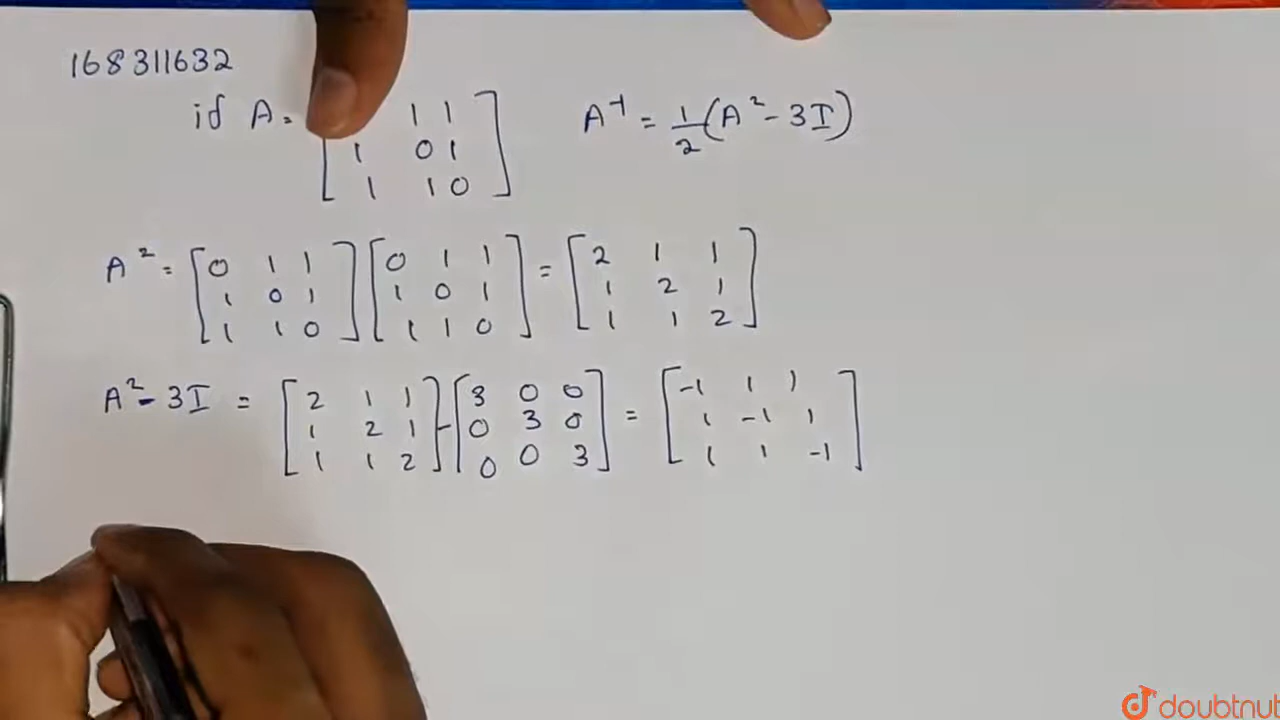 168311632
if A = [ 1 1 A⁻¹ = 1/2 (A² - 3I)
1 0 1
1 1 0 ]
A² = [0 1 1 ] [0 1 1 ] = [2 1 1 ]
1 0 1 1 0 1 1 2 1
1 1 0 1 1 0 1 1 2
A² - 3I = [2 1 1 ] - [3 0 0 ] = [-1 1 1 ]
1 2 1 0 3 0 1 -1 1
1 1 2 0 0 3 1 1 -1
doubtnut